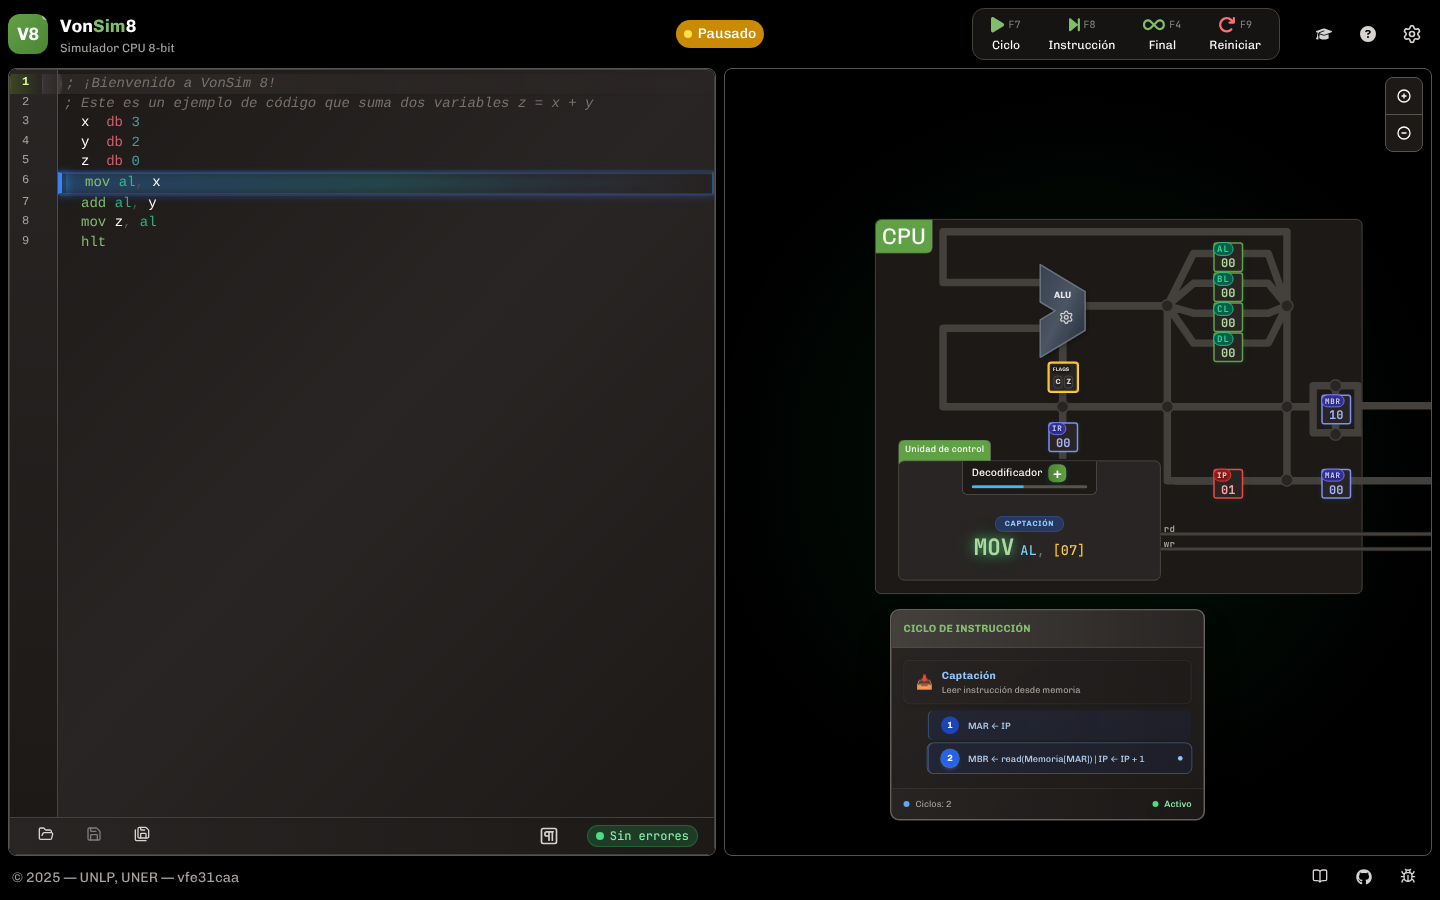 V8
VonSim8
Simulador CPU 8-bit
Pausado
F7
Ciclo
F8
Instrucción
F4
Final
F9
Reiniciar
1 ; ¡Bienvenido a VonSim 8!
2 ; Este es un ejemplo de código que suma dos variables z = x + y
3 x db 3
4 y db 2
5 z db 0
6 mov al, x
7 add al, y
8 mov z, al
9 hlt
Sin errores
CPU
ALU
FLAGS
C Z
AL
00
BL
00
CL
00
DL
00
MBR
10
IR
00
IP
01
MAR
00
Unidad de control
Decodificador
CAPTACIÓN
MOV AL, [07]
rd
wr
CICLO DE INSTRUCCIÓN
Captación
Leer instrucción desde memoria
1 MAR ← IP
2 MBR ← read(Memoria[MAR]) | IP ← IP + 1
Ciclos: 2
Activo
© 2025 — UNLP, UNER — vfe31caa